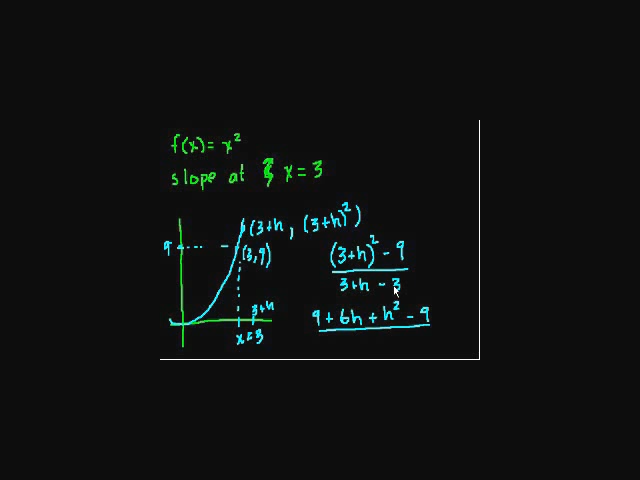 f(x)= x²
slope at x = 3
(3+h, (3+h)²)
9
(3,9)
(3+h)² - 9
3+h - 3
3+h
9 + 6h + h² - 9
x=3